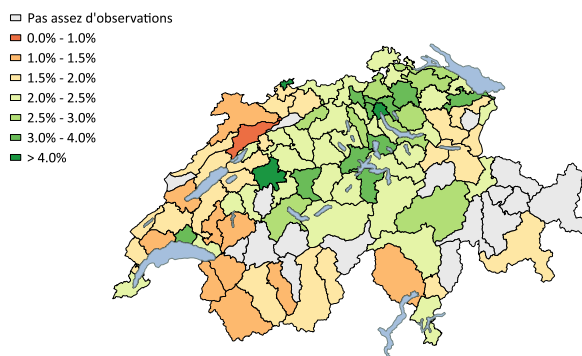 Pas assez d'observations
0.0% - 1.0%
1.0% - 1.5%
1.5% - 2.0%
2.0% - 2.5%
2.5% - 3.0%
3.0% - 4.0%
> 4.0%